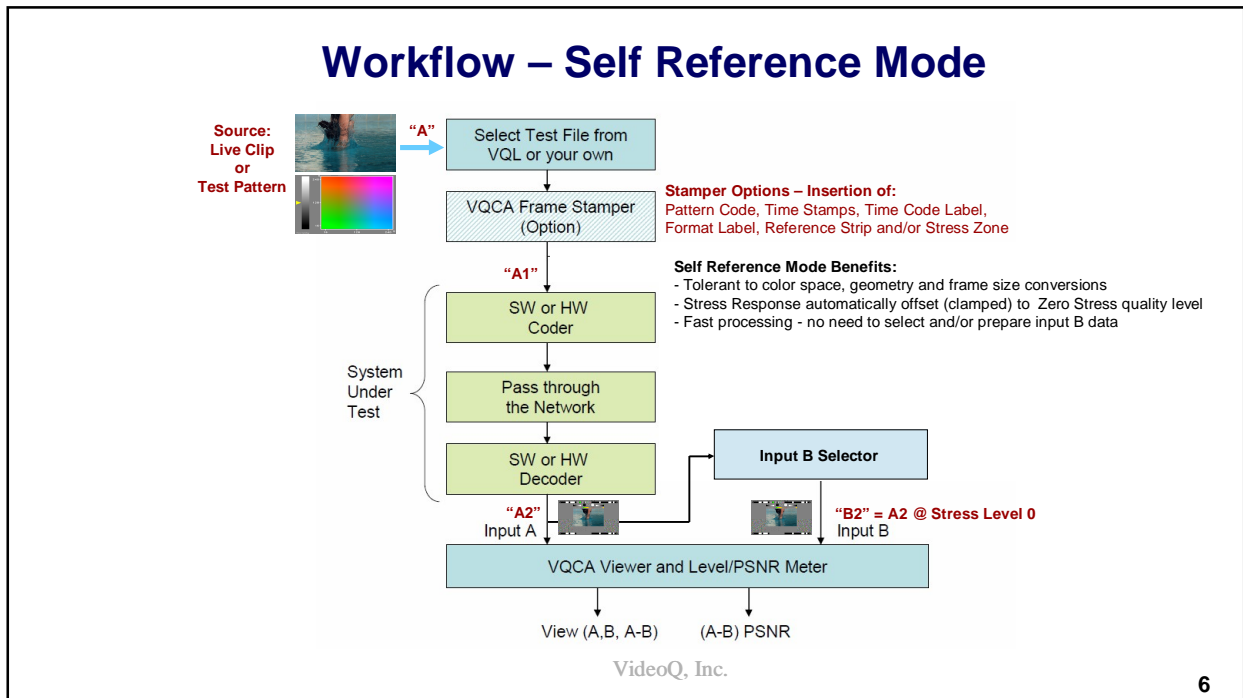 Workflow – Self Reference Mode
Source:
Live Clip
or
Test Pattern
“A”
Select Test File from
VQL or your own
VQCA Frame Stamper
(Option)
Stamper Options – Insertion of:
Pattern Code, Time Stamps, Time Code Label,
Format Label, Reference Strip and/or Stress Zone
“A1”
Self Reference Mode Benefits:
- Tolerant to color space, geometry and frame size conversions
- Stress Response automatically offset (clamped) to Zero Stress quality level
- Fast processing - no need to select and/or prepare input B data
SW or HW
Coder
System
Under
Test
Pass through
the Network
SW or HW
Decoder
Input B Selector
“A2”
Input A
“B2” = A2 @ Stress Level 0
Input B
VQCA Viewer and Level/PSNR Meter
View (A,B, A-B)
(A-B) PSNR
VideoQ, Inc.
6